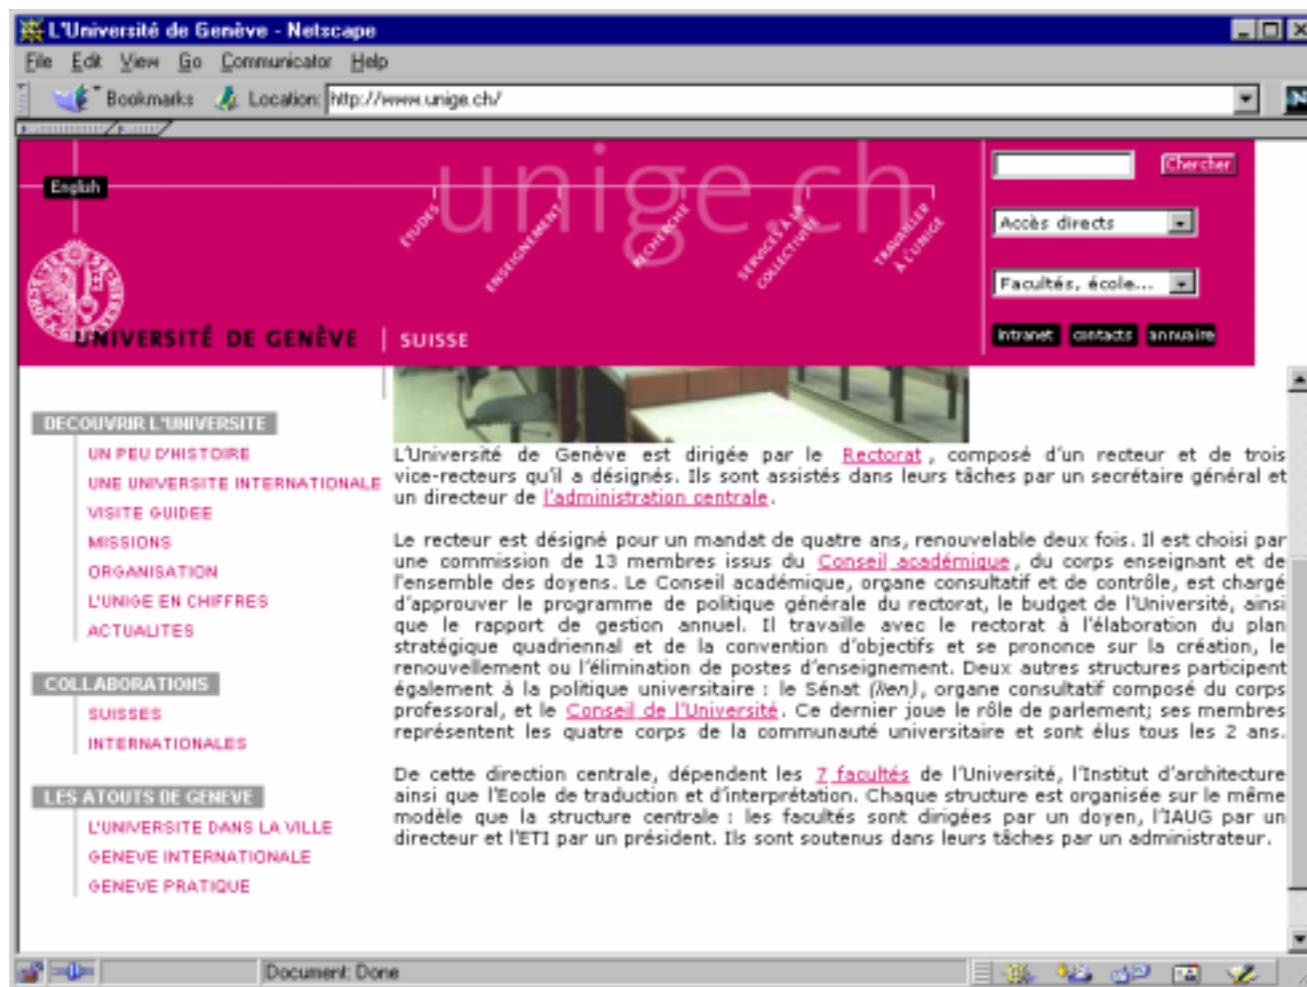 L'Université de Genève - Netscape
File Edit View Go Communicator Help
Bookmarks Location: http://www.unige.ch/
unige.ch
English
ÉTUDES
ENSEIGNEMENT
RECHERCHE
SERVICES À LA
COLLECTIVITÉ
TRAVAILLER
À L'UNIGE
Chercher
Accès directs
Facultés, école...
intranet contacts annuaire
UNIVERSITÉ DE GENÈVE SUISSE
DECOUVRIR L'UNIVERSITE
UN PEU D'HISTOIRE
UNE UNIVERSITE INTERNATIONALE
VISITE GUIDEE
MISSIONS
ORGANISATION
L'UNIGE EN CHIFFRES
ACTUALITES
COLLABORATIONS
SUISSES
INTERNATIONALES
LES ATOUTS DE GENEVE
L'UNIVERSITE DANS LA VILLE
GENEVE INTERNATIONALE
GENEVE PRATIQUE
L'Université de Genève est dirigée par le Rectorat , composé d'un recteur et de trois
vice-recteurs qu'il a désignés. Ils sont assistés dans leurs tâches par un secrétaire général et
un directeur de l'administration centrale.
Le recteur est désigné pour un mandat de quatre ans, renouvelable deux fois. Il est choisi par
une commission de 13 membres issus du Conseil académique, du corps enseignant et de
l'ensemble des doyens. Le Conseil académique, organe consultatif et de contrôle, est chargé
d'approuver le programme de politique générale du rectorat, le budget de l'Université, ainsi
que le rapport de gestion annuel. Il travaille avec le rectorat à l'élaboration du plan
stratégique quadriennal et de la convention d'objectifs et se prononce sur la création, le
renouvellement ou l'élimination de postes d'enseignement. Deux autres structures participent
également à la politique universitaire : le Sénat (lien), organe consultatif composé du corps
professoral, et le Conseil de l'Université. Ce dernier joue le rôle de parlement; ses membres
représentent les quatre corps de la communauté universitaire et sont élus tous les 2 ans.
De cette direction centrale, dépendent les 7 facultés de l'Université, l'Institut d'architecture
ainsi que l'Ecole de traduction et d'interprétation. Chaque structure est organisée sur le même
modèle que la structure centrale : les facultés sont dirigées par un doyen, l'IAUG par un
directeur et l'ETI par un président. Ils sont soutenus dans leurs tâches par un administrateur.
Document: Done